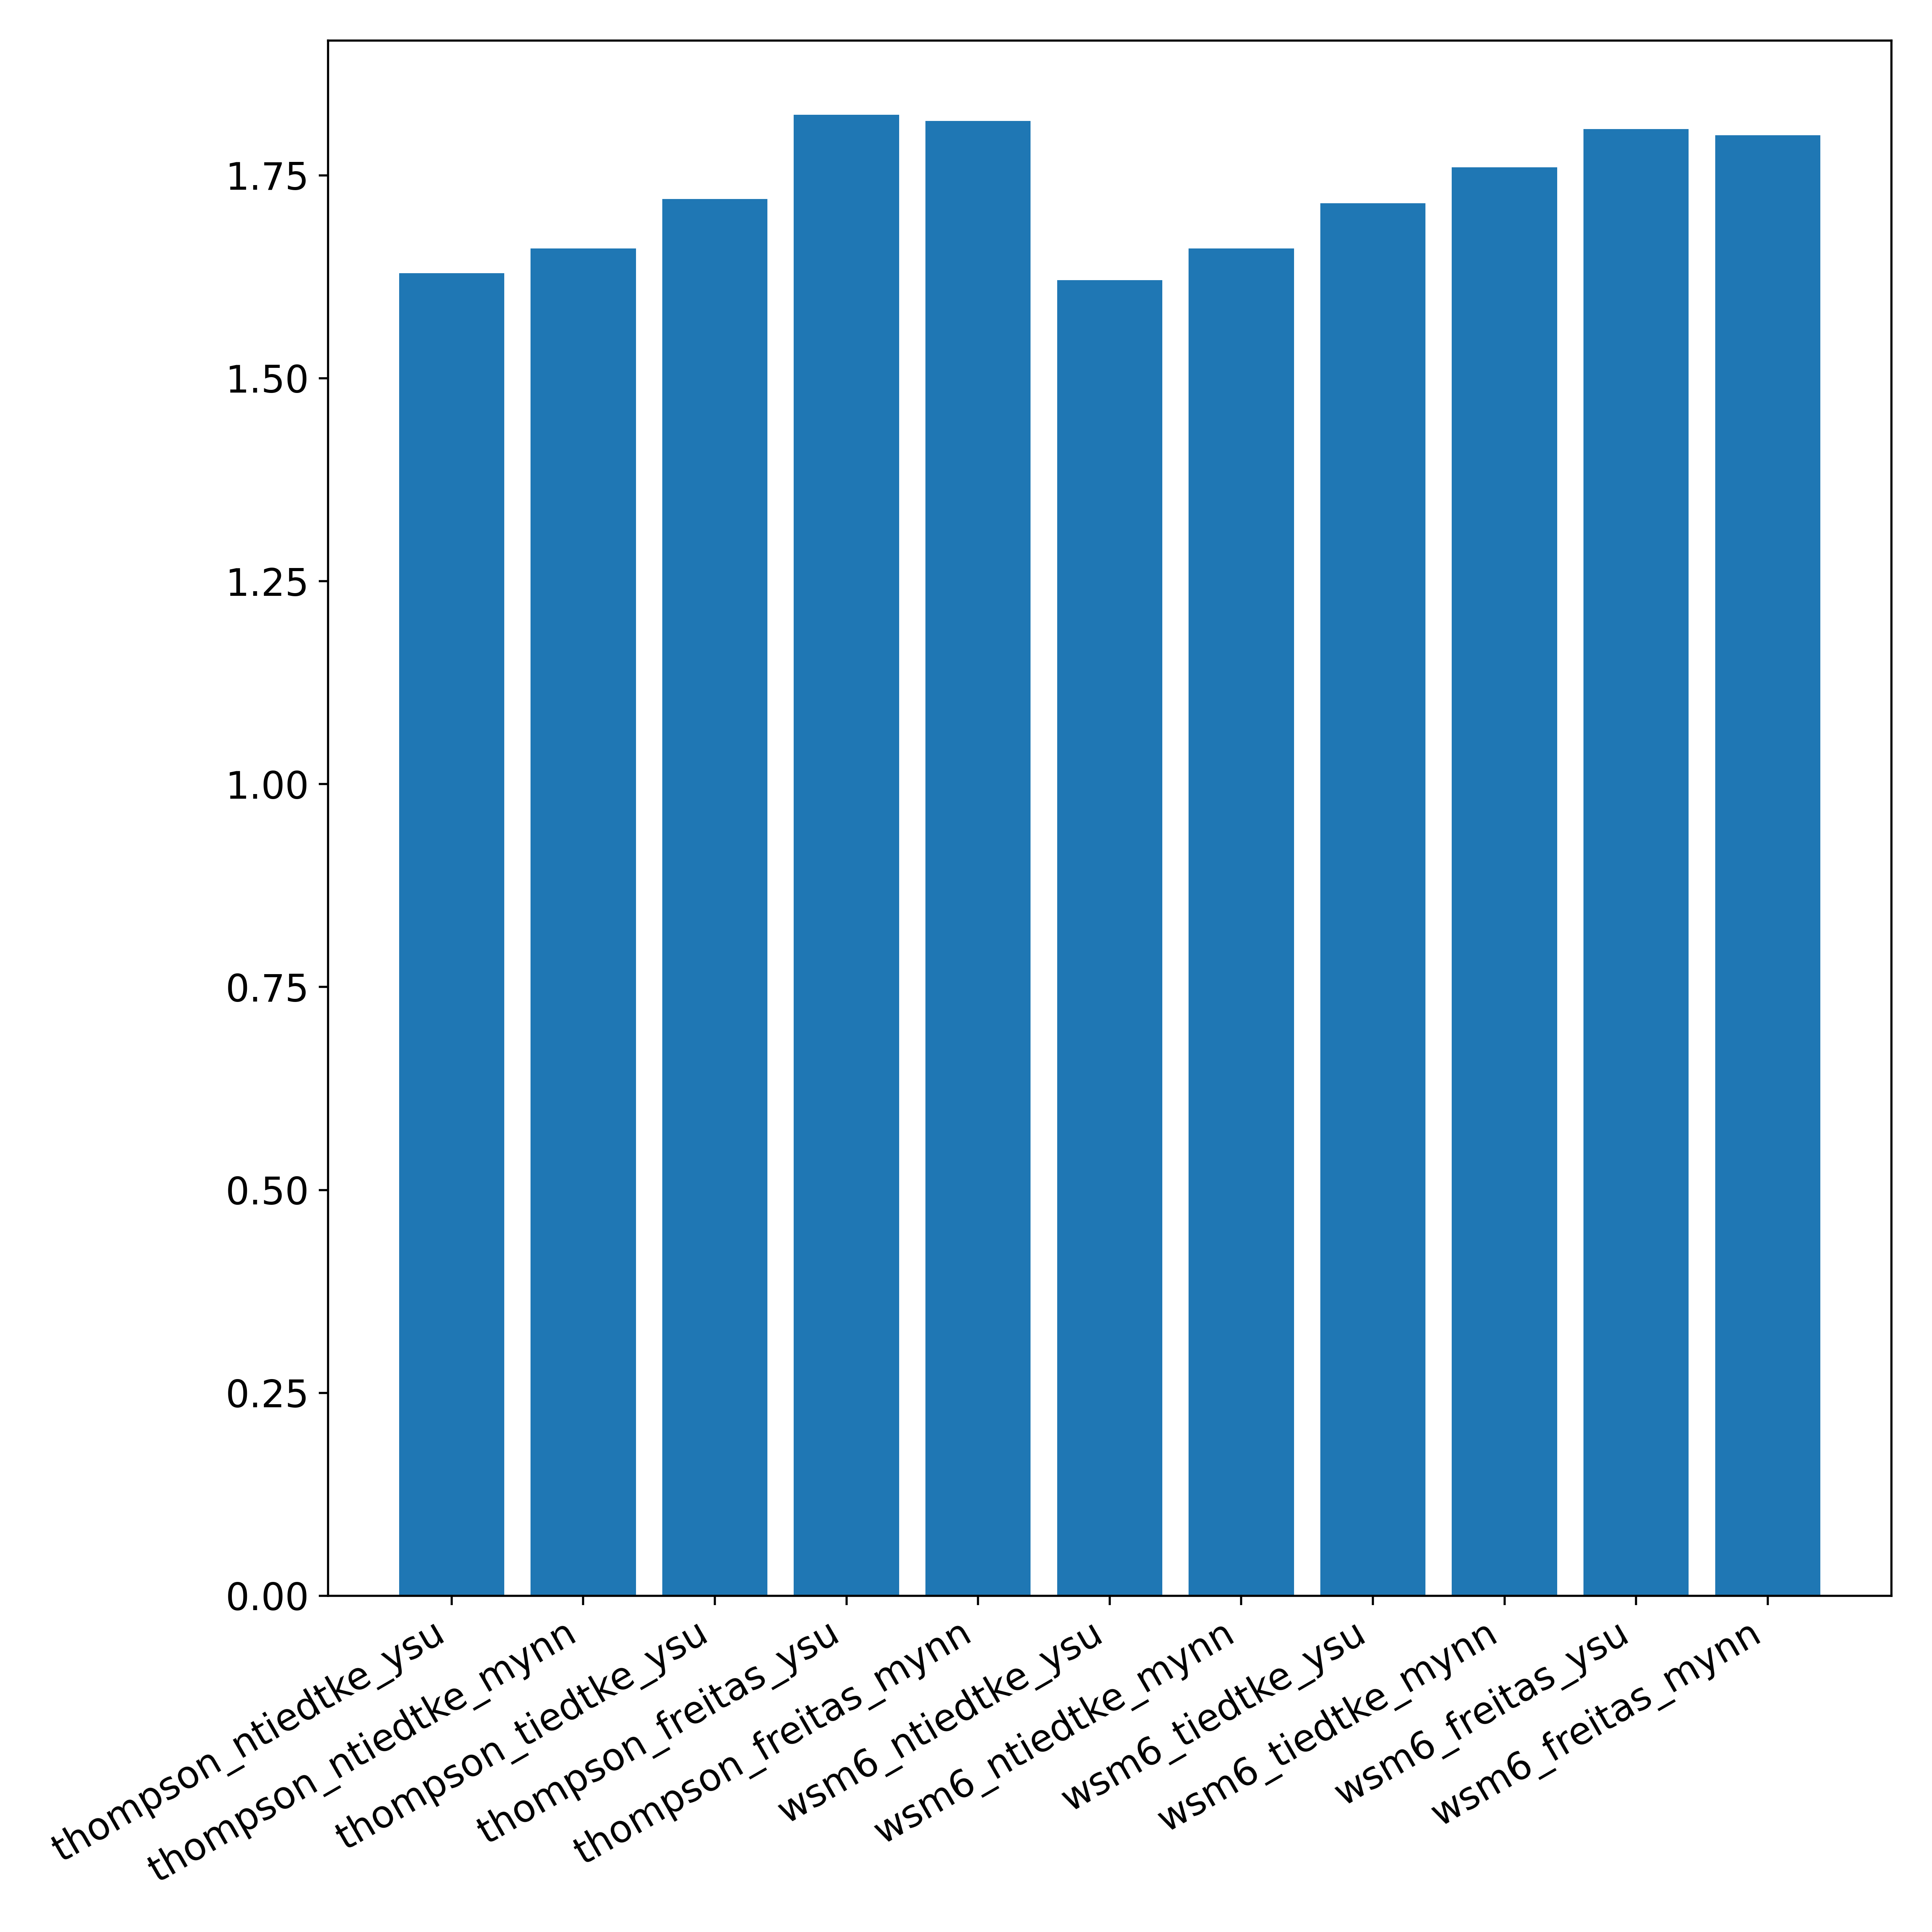 1.75
1.50
1.25
1.00
0.75
0.50
0.25
0.00
thompson_ntiedtke_ysu
thompson_ntiedtke_mynn
thompson_tiedtke_ysu
thompson_freitas_ysu
thompson_freitas_mynn
wsm6_ntiedtke_ysu
wsm6_ntiedtke_mynn
wsm6_tiedtke_ysu
wsm6_tiedtke_mynn
wsm6_freitas_ysu
wsm6_freitas_mynn